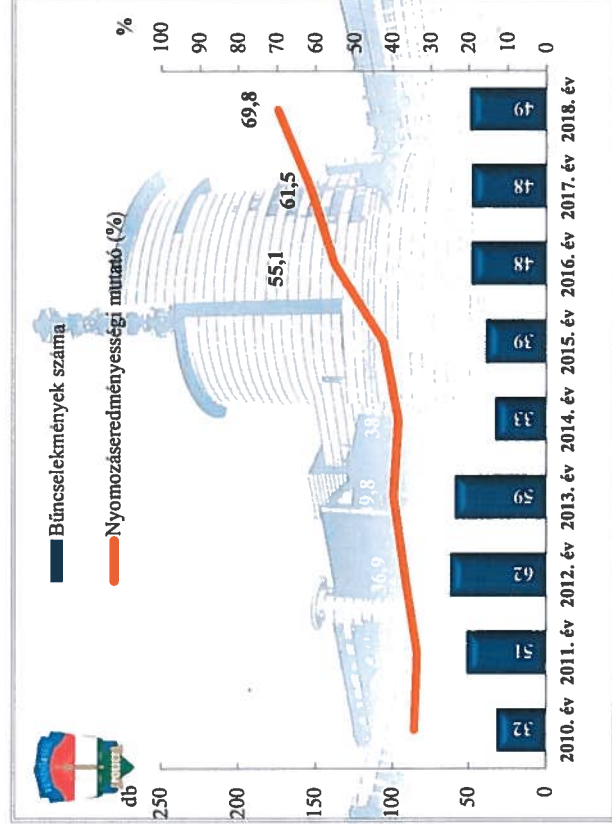 Bűncselekmények száma
Nyomozáseredményességi mutató (%)
db
%
250
200
150
100
50
0
100
90
80
70
60
50
40
30
20
10
0
36,9
9,8
38
55,1
61,5
69,8
32
51
62
59
33
39
48
48
49
2010. év
2011. év
2012. év
2013. év
2014. év
2015. év
2016. év
2017. év
2018. év